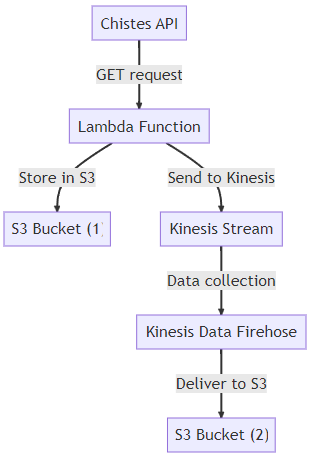 Chistes API
GET request
Lambda Function
Store in S3
Send to Kinesis
S3 Bucket (1)
Kinesis Stream
Data collection
Kinesis Data Firehose
Deliver to S3
S3 Bucket (2)